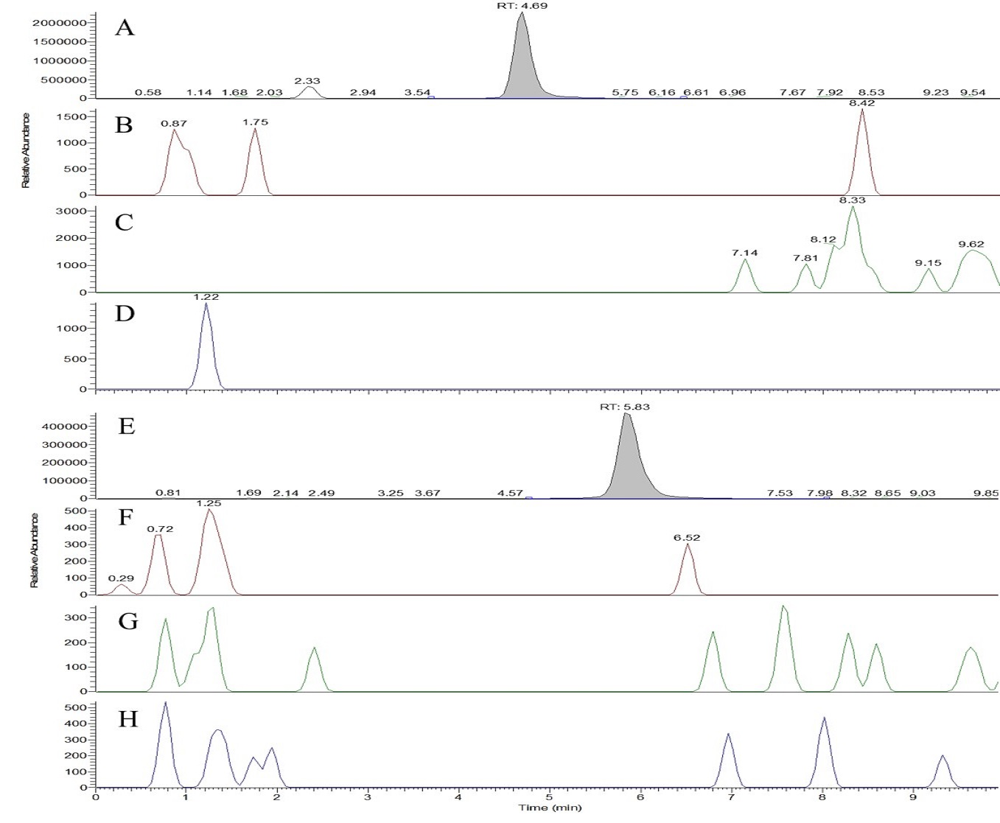 RT: 4.69
A
2000000
1500000
1000000
500000
0
0.58 1.14 1.68 2.03 2.33 2.94 3.54 5.75 6.16 6.61 6.96 7.67 7.92 8.53 9.23 9.54
Relative Abundance
B
1500
1000
500
0
0.87 1.75 8.42
C
3000
2000
1000
0
7.14 7.81 8.12 8.33 9.15 9.62
D
1000
500
0
1.22
RT: 5.83
E
400000
300000
200000
100000
0
0.81 1.69 2.14 2.49 3.25 3.67 4.57 7.53 7.98 8.32 8.65 9.03 9.85
Relative Abundance
F
500
400
300
200
100
0
0.29 0.72 1.25 6.52
G
300
200
100
0
H
500
400
300
200
100
0
0 1 2 3 4 5 6 7 8 9
Time (min)